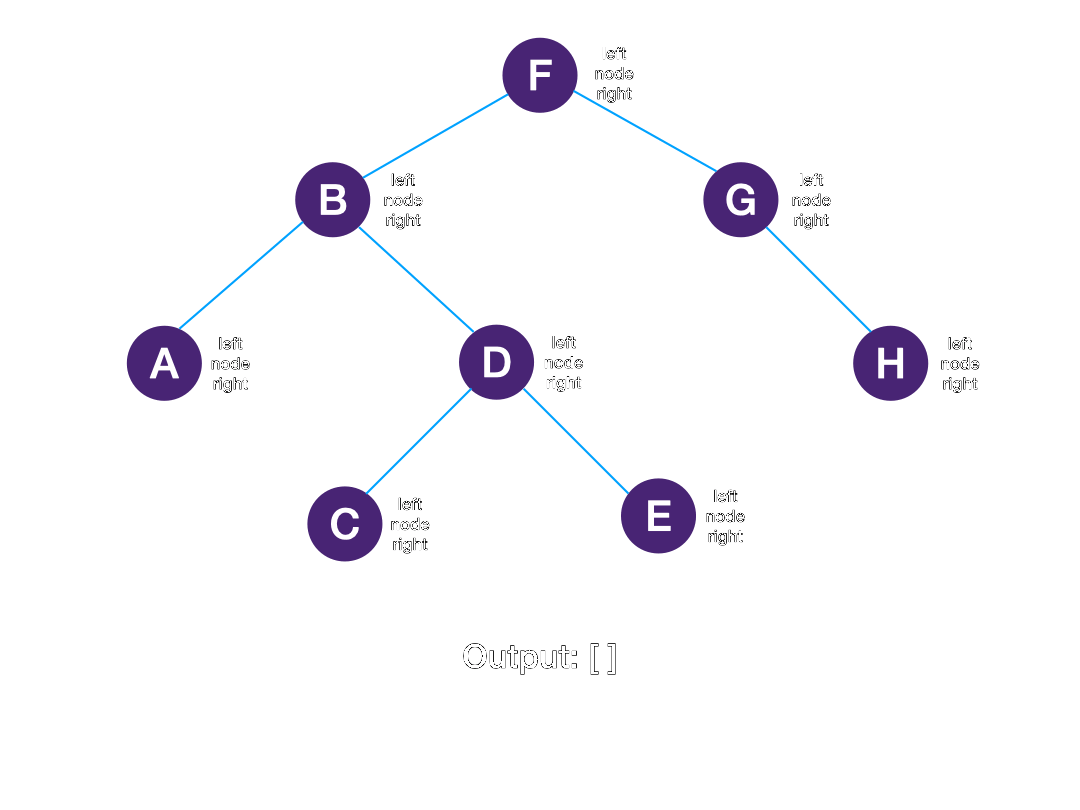 F
left
node
right
B
left
node
right
G
left
node
right
A
left
node
right
D
left
node
right
H
left
node
right
C
left
node
right
E
left
node
right
Output: [ ]